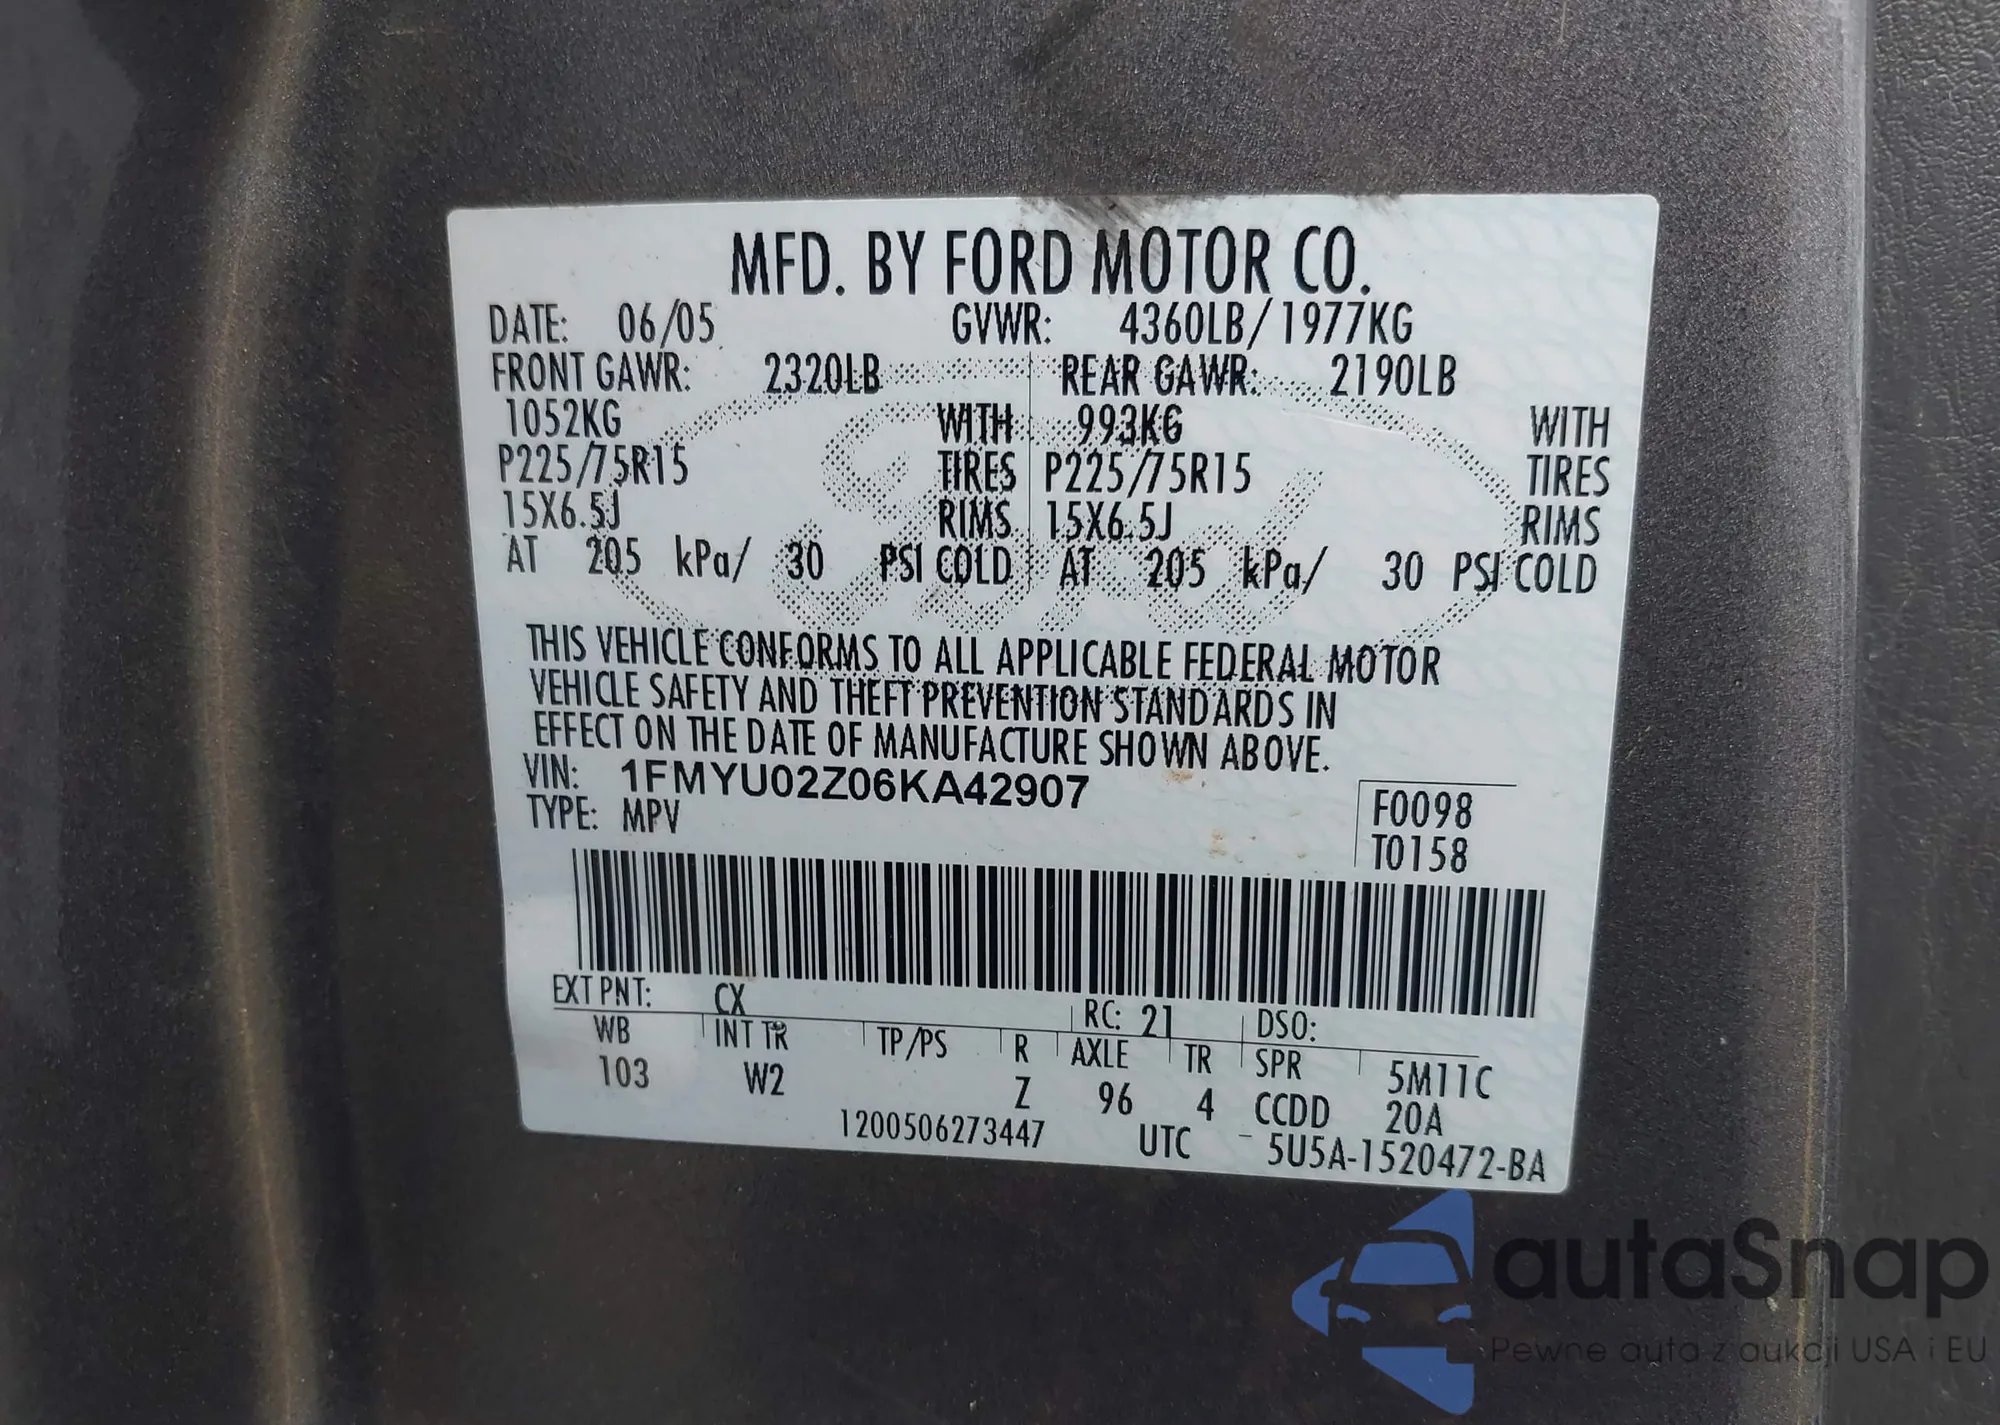 MFD. BY FORD MOTOR CO.
DATE: 06/05 GVWR: 4360LB/1977KG
FRONT GAWR: 2320LB REAR GAWR: 2190LB
1052KG WITH 993KG WITH
P225/75R15 TIRES P225/75R15 TIRES
15X6.5J RIMS 15X6.5J RIMS
AT 205 kPa/ 30 PSI COLD AT 205 kPa/ 30 PSI COLD
THIS VEHICLE CONFORMS TO ALL APPLICABLE FEDERAL MOTOR
VEHICLE SAFETY AND THEFT PREVENTION STANDARDS IN
EFFECT ON THE DATE OF MANUFACTURE SHOWN ABOVE.
VIN: 1FMYU02Z06KA42907
TYPE: MPV
F0098
T0158
EXT PNT: CX RC: 21 DSO:
WB INT TR TP/PS R AXLE TR SPR 5M11C
103 W2 Z 96 4 CCDD 20A
1200506273447 UTC - 5U5A-1520472-BA
Ford
autaSnap
Pewne auta z aukcji USA i EU